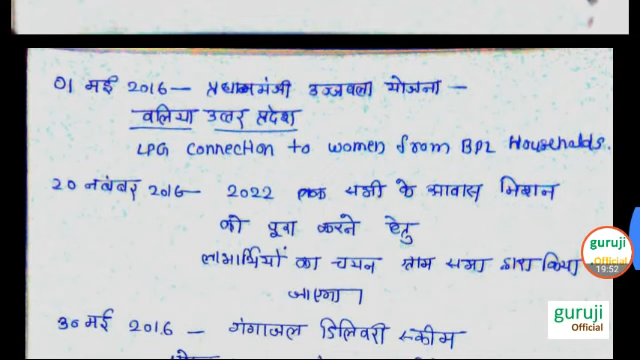 01 मई 2016 — प्रधानमंत्री उज्जवला योजना —
बलिया उत्तर प्रदेश
LPG Connection to women from BPL Households.
20 नवंबर 2016 — 2022 तक सभी के आवास मिशन
को पूरा करने हेतु
लाभार्थियों का चयन ग्राम सभा द्वारा किया
जाएगा।
30 मई 2016 — गंगाजल डिलिवरी स्कीम
guruji
Official
19:52
guruji
Official